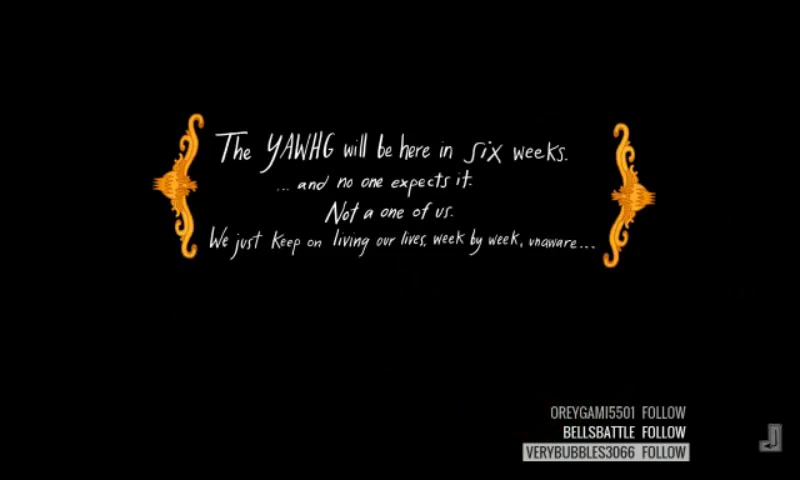 The YAWHG will be here in six weeks.
... and no one expects it.
Not a one of us.
We just keep on living our lives, week by week, unaware...
OREYGAMI5501 FOLLOW
BELLSBATTLE FOLLOW
VERYBUBBLES3066 FOLLOW
J